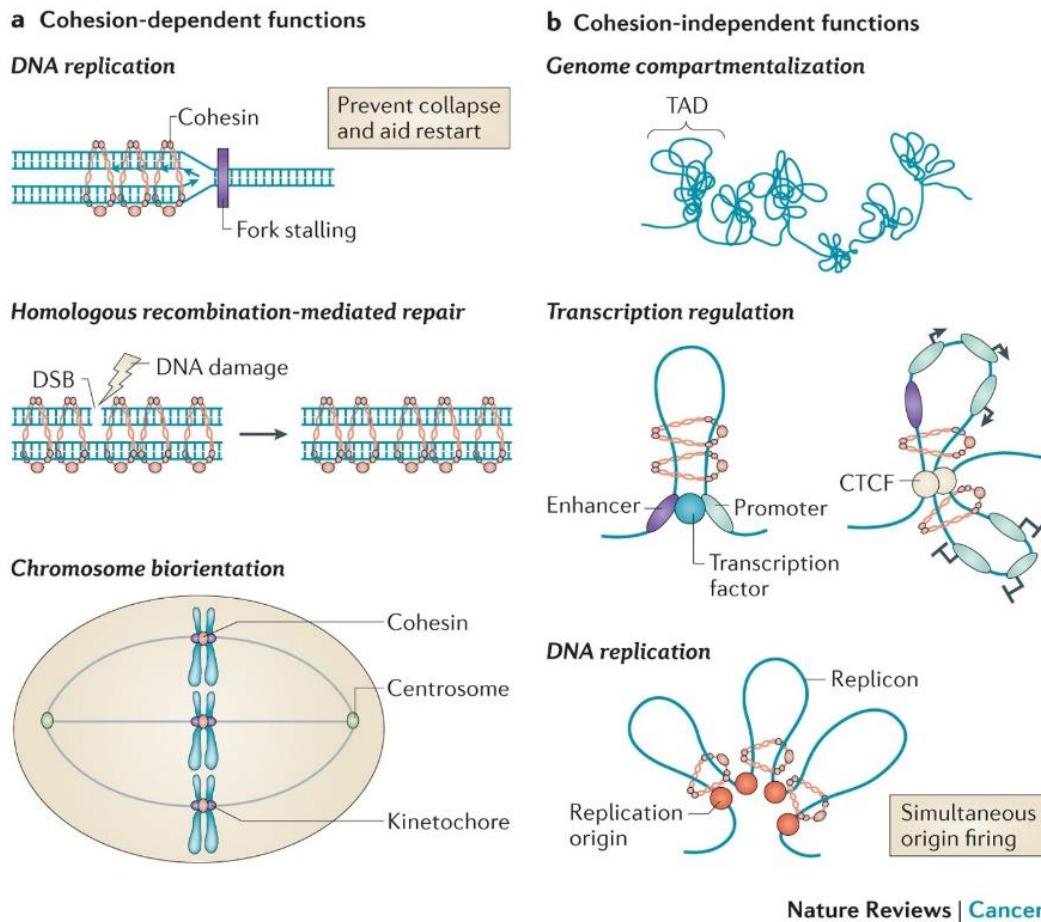 a Cohesion-dependent functions
DNA replication
Cohesin
Prevent collapse
and aid restart
Fork stalling
Homologous recombination-mediated repair
DSB
DNA damage
Chromosome biorientation
Cohesin
Centrosome
Kinetochore
b Cohesion-independent functions
Genome compartmentalization
TAD
Transcription regulation
Enhancer
Promoter
Transcription
factor
CTCF
DNA replication
Replicon
Replication
origin
Simultaneous
origin firing
Nature Reviews | Cancer